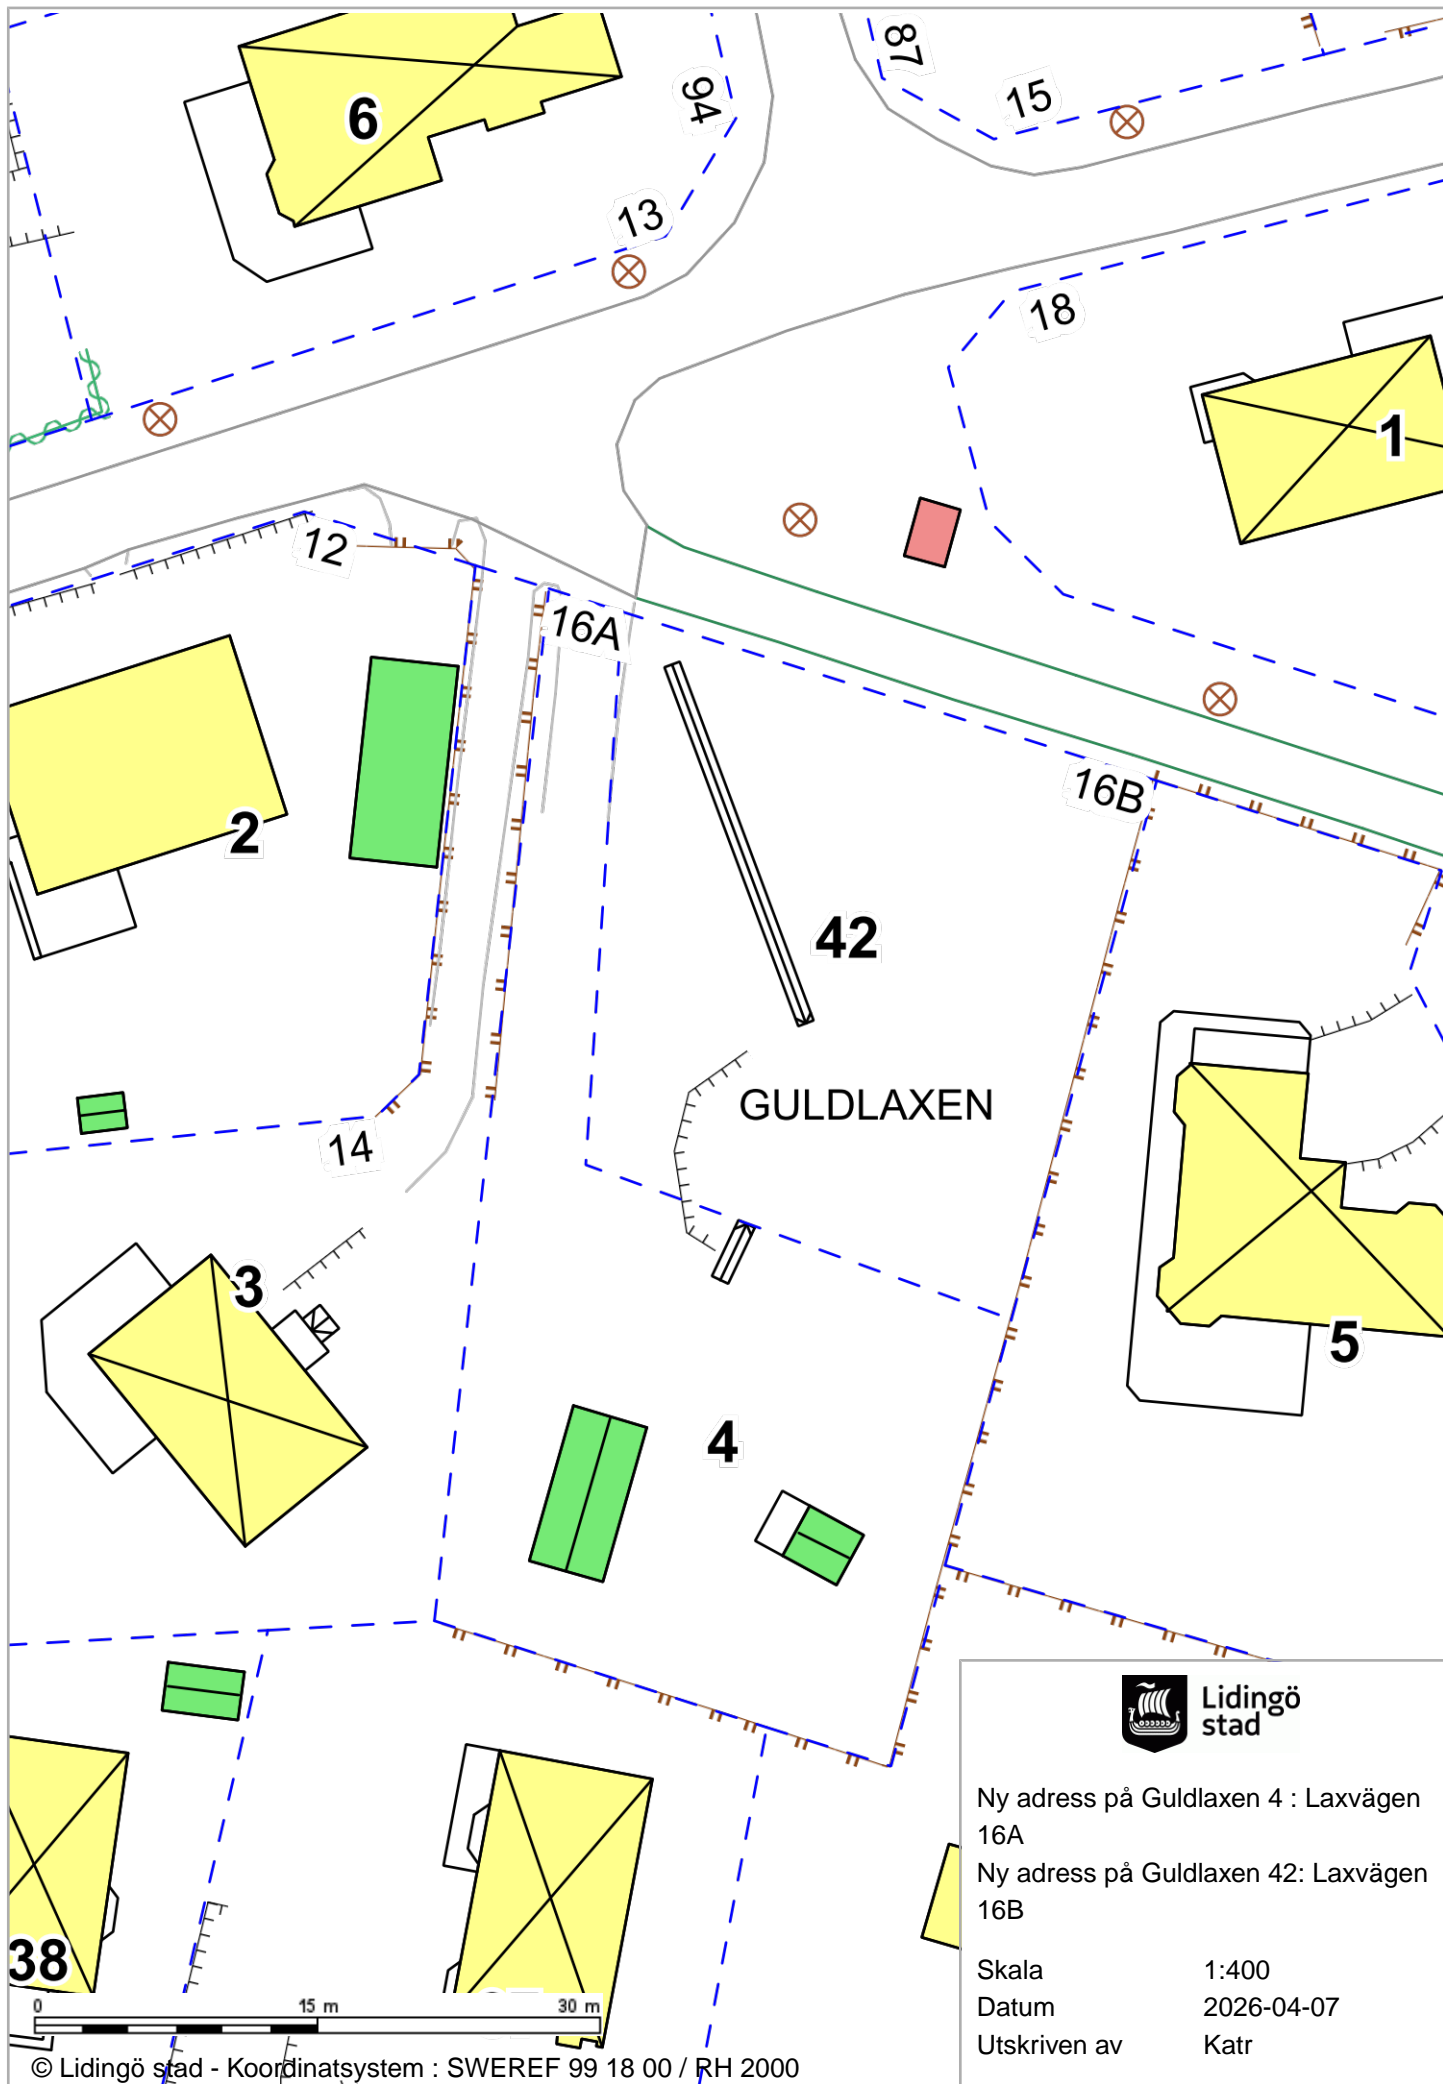 87
94
15
6
13
18
1
12
16A
2
16B
42
GULDLAXEN
14
3
5
4
Lidingö
stad
Ny adress på Guldlaxen 4 : Laxvägen
16A
Ny adress på Guldlaxen 42: Laxvägen
16B
38
Skala 1:400
Datum 2026-04-07
Utskriven av Katr
0 15 m 30 m
© Lidingö stad - Koordinatsystem : SWEREF 99 18 00 / RH 2000